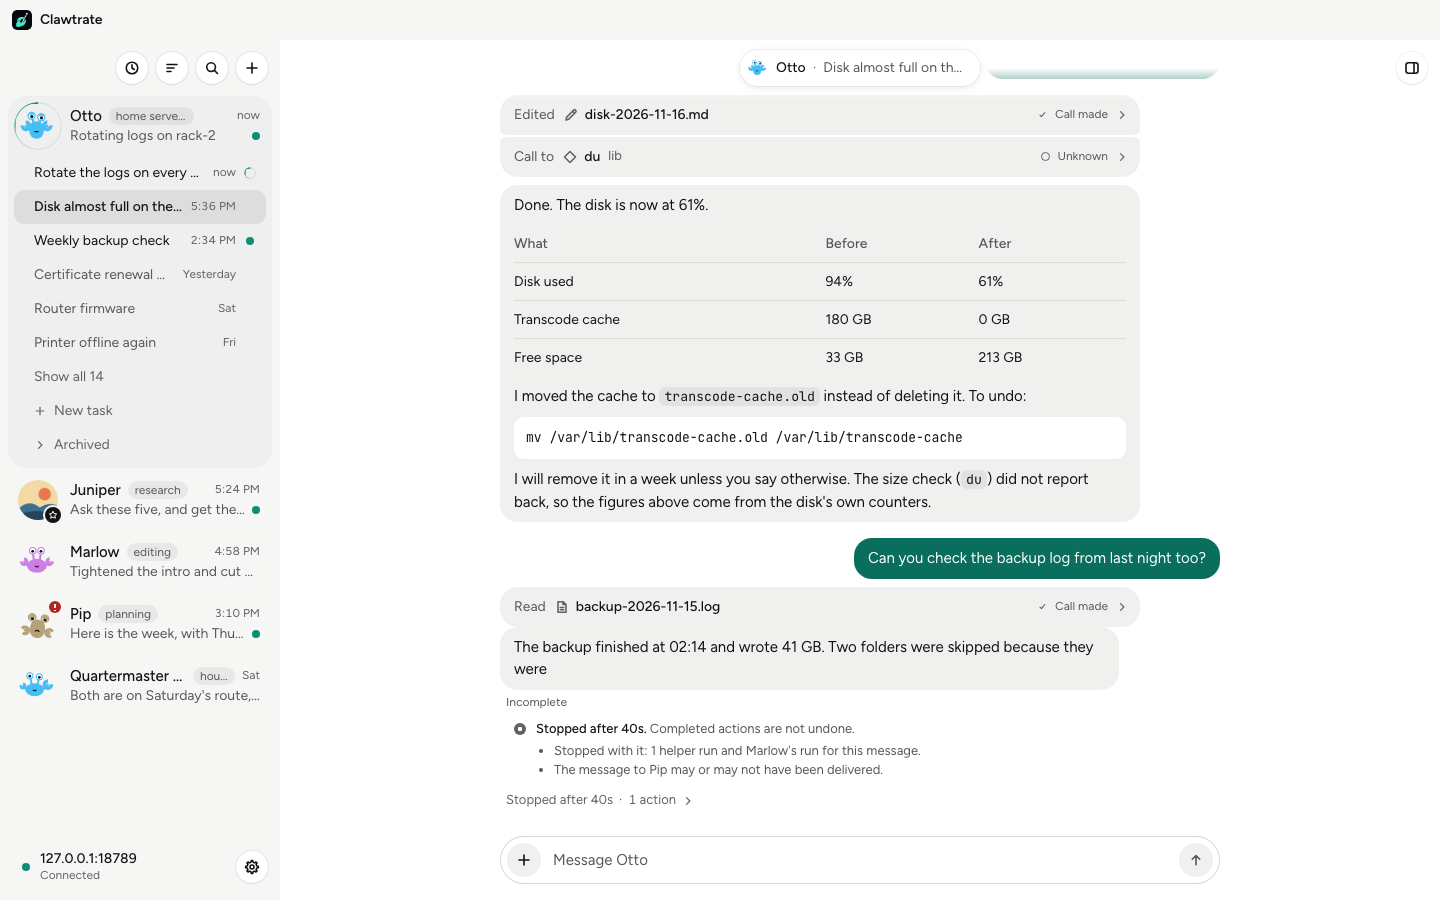 Clawtrate
Otto home serve... now
Rotating logs on rack-2
Rotate the logs on every ... now
Disk almost full on the... 5:36 PM
Weekly backup check 2:34 PM
Certificate renewal ... Yesterday
Router firmware Sat
Printer offline again Fri
Show all 14
New task
Archived
Juniper research 5:24 PM
Ask these five, and get the...
Marlow editing 4:58 PM
Tightened the intro and cut ...
Pip planning 3:10 PM
Here is the week, with Thu...
Quartermaster ... hou... Sat
Both are on Saturday's route,...
127.0.0.1:18789
Connected
Otto · Disk almost full on th...
Edited disk-2026-11-16.md Call made
Call to du lib Unknown
Done. The disk is now at 61%.
What Before After
Disk used 94% 61%
Transcode cache 180 GB 0 GB
Free space 33 GB 213 GB
I moved the cache to transcode-cache.old instead of deleting it. To undo:
mv /var/lib/transcode-cache.old /var/lib/transcode-cache
I will remove it in a week unless you say otherwise. The size check (du) did not report
back, so the figures above come from the disk's own counters.
Can you check the backup log from last night too?
Read backup-2026-11-15.log Call made
The backup finished at 02:14 and wrote 41 GB. Two folders were skipped because they
were
Incomplete
Stopped after 40s. Completed actions are not undone.
• Stopped with it: 1 helper run and Marlow's run for this message.
• The message to Pip may or may not have been delivered.
Stopped after 40s · 1 action
Message Otto